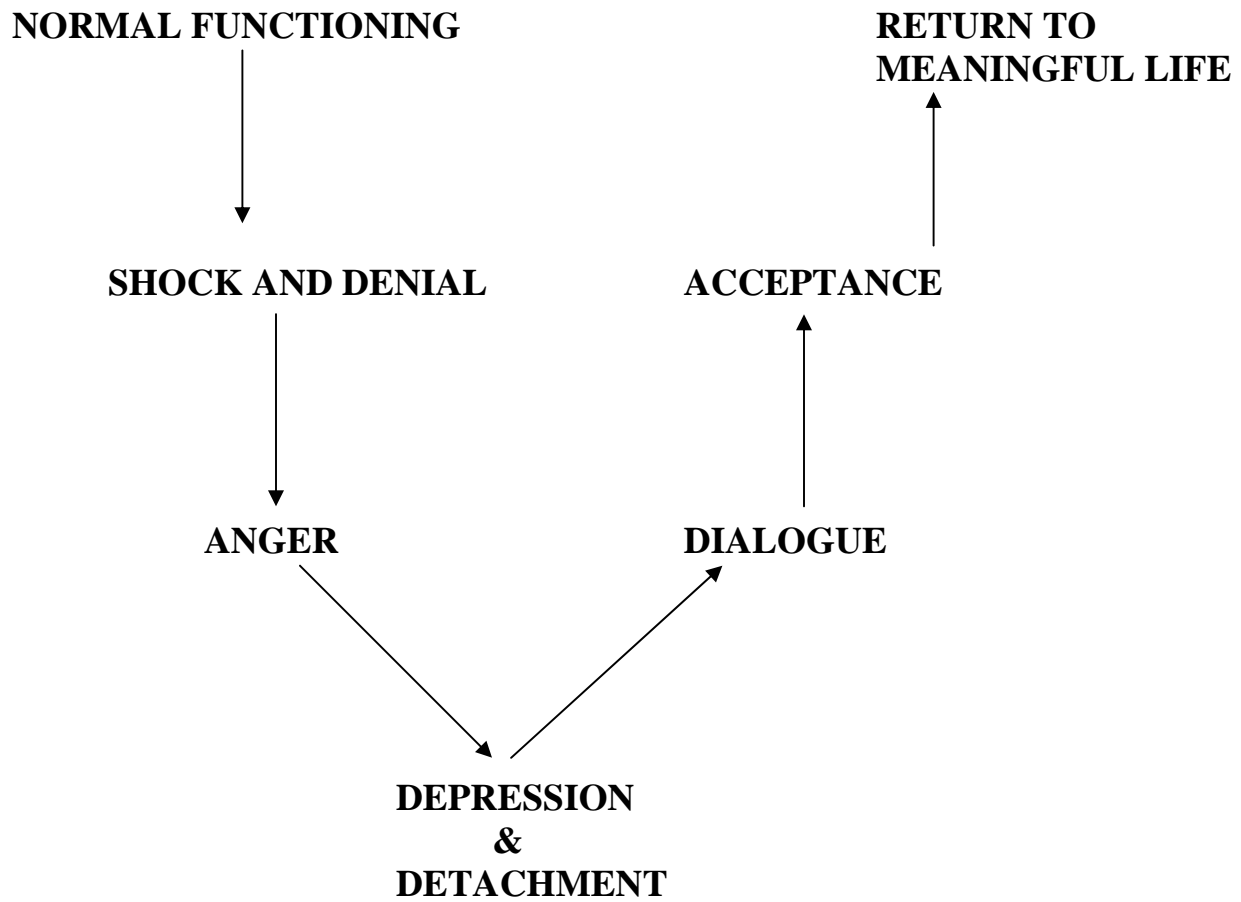 NORMAL FUNCTIONING
RETURN TO
MEANINGFUL LIFE
SHOCK AND DENIAL
ACCEPTANCE
ANGER
DIALOGUE
DEPRESSION
&
DETACHMENT